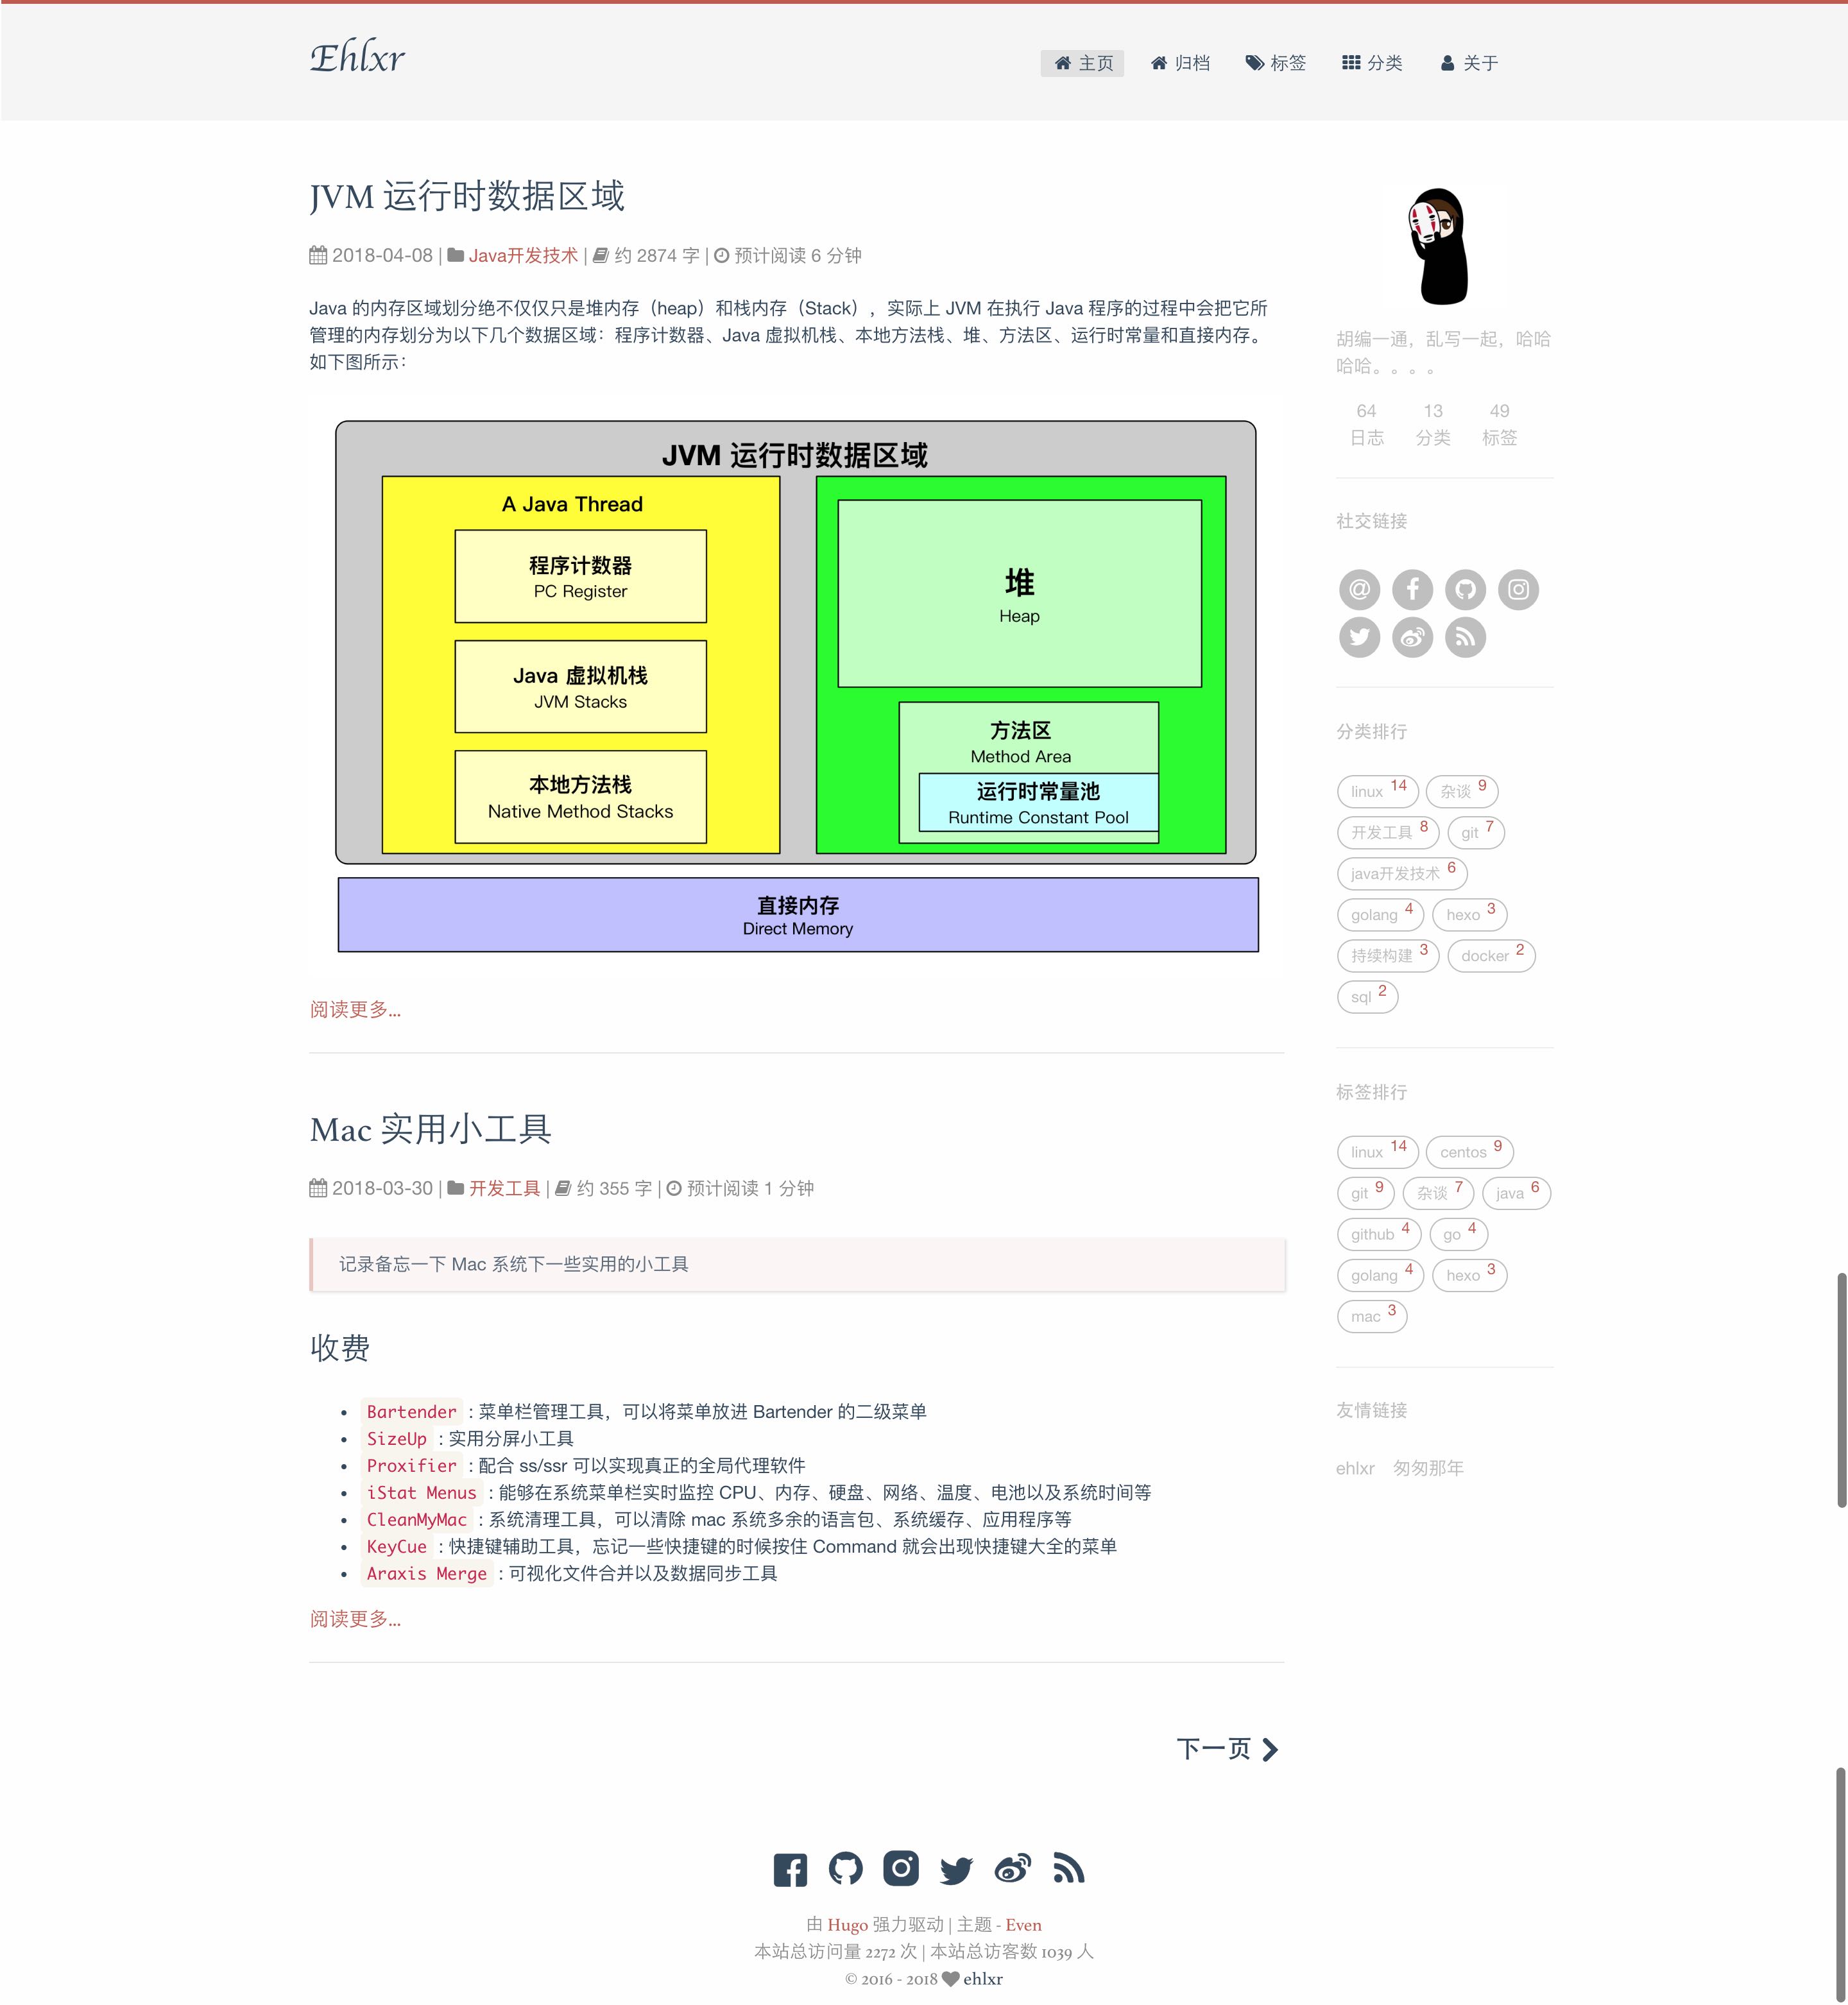 Ehlxr
主页 归档 标签 分类 关于
JVM 运行时数据区域
2018-04-08 | Java开发技术 | 约 2874 字 | 预计阅读 6 分钟
Java 的内存区域划分绝不仅仅只是堆内存（heap）和栈内存（Stack），实际上 JVM 在执行 Java 程序的过程中会把它所
管理的内存划分为以下几个数据区域：程序计数器、Java 虚拟机栈、本地方法栈、堆、方法区、运行时常量和直接内存。
如下图所示：
JVM 运行时数据区域
A Java Thread
程序计数器
PC Register
Java 虚拟机栈
JVM Stacks
本地方法栈
Native Method Stacks
堆
Heap
方法区
Method Area
运行时常量池
Runtime Constant Pool
直接内存
Direct Memory
阅读更多...
Mac 实用小工具
2018-03-30 | 开发工具 | 约 355 字 | 预计阅读 1 分钟
记录备忘一下 Mac 系统下一些实用的小工具
收费
• Bartender : 菜单栏管理工具，可以将菜单放进 Bartender 的二级菜单
• SizeUp : 实用分屏小工具
• Proxifier : 配合 ss/ssr 可以实现真正的全局代理软件
• iStat Menus : 能够在系统菜单栏实时监控 CPU、内存、硬盘、网络、温度、电池以及系统时间等
• CleanMyMac : 系统清理工具，可以清除 mac 系统多余的语言包、系统缓存、应用程序等
• KeyCue : 快捷键辅助工具，忘记一些快捷键的时候按住 Command 就会出现快捷键大全的菜单
• Araxis Merge : 可视化文件合并以及数据同步工具
阅读更多...
下一页
胡编一通，乱写一起，哈哈
哈哈。。。。
64 13 49
日志 分类 标签
社交链接
分类排行
linux 14 杂谈 9
开发工具 8 git 7
java开发技术 6
golang 4 hexo 3
持续构建 3 docker 2
sql 2
标签排行
linux 14 centos 9
git 9 杂谈 7 java 6
github 4 go 4
golang 4 hexo 3
mac 3
友情链接
ehlxr 匆匆那年
由 Hugo 强力驱动 | 主题 - Even
本站总访问量 2272 次 | 本站总访客数 1039 人
© 2016 - 2018 ehlxr